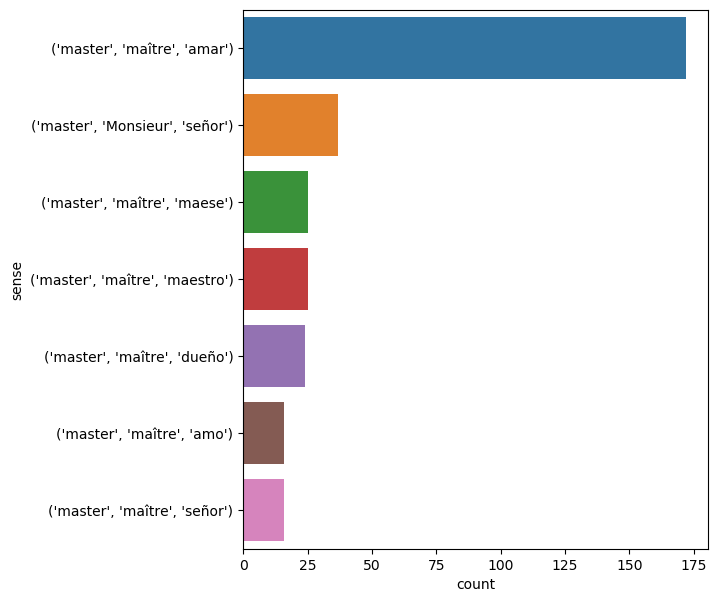 ('master', 'maître', 'amar')
('master', 'Monsieur', 'señor')
('master', 'maître', 'maese')
('master', 'maître', 'maestro')
('master', 'maître', 'dueño')
('master', 'maître', 'amo')
('master', 'maître', 'señor')
sense
0 25 50 75 100 125 150 175
count